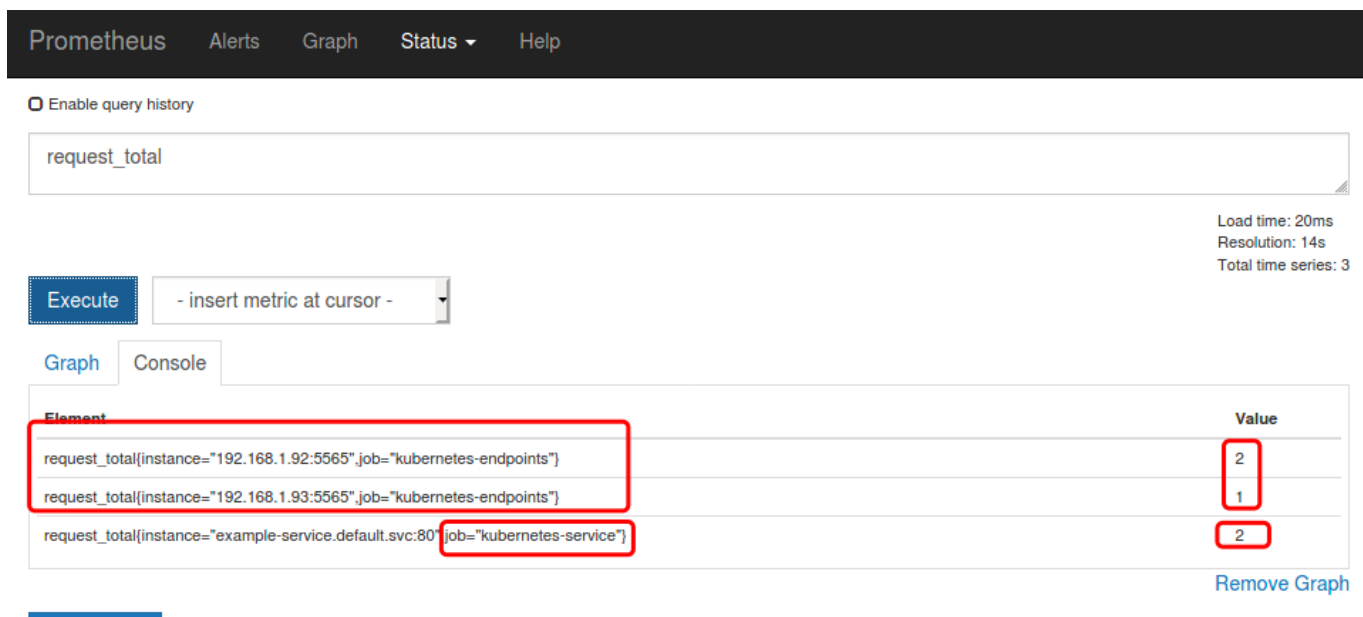 Prometheus Alerts Graph Status Help
Enable query history
request_total
Load time: 20ms
Resolution: 14s
Total time series: 3
Execute - insert metric at cursor -
Graph Console
Element Value
request_total{instance="192.168.1.92:5565",job="kubernetes-endpoints"} 2
request_total{instance="192.168.1.93:5565",job="kubernetes-endpoints"} 1
request_total{instance="example-service.default.svc:80",job="kubernetes-service"} 2
Remove Graph